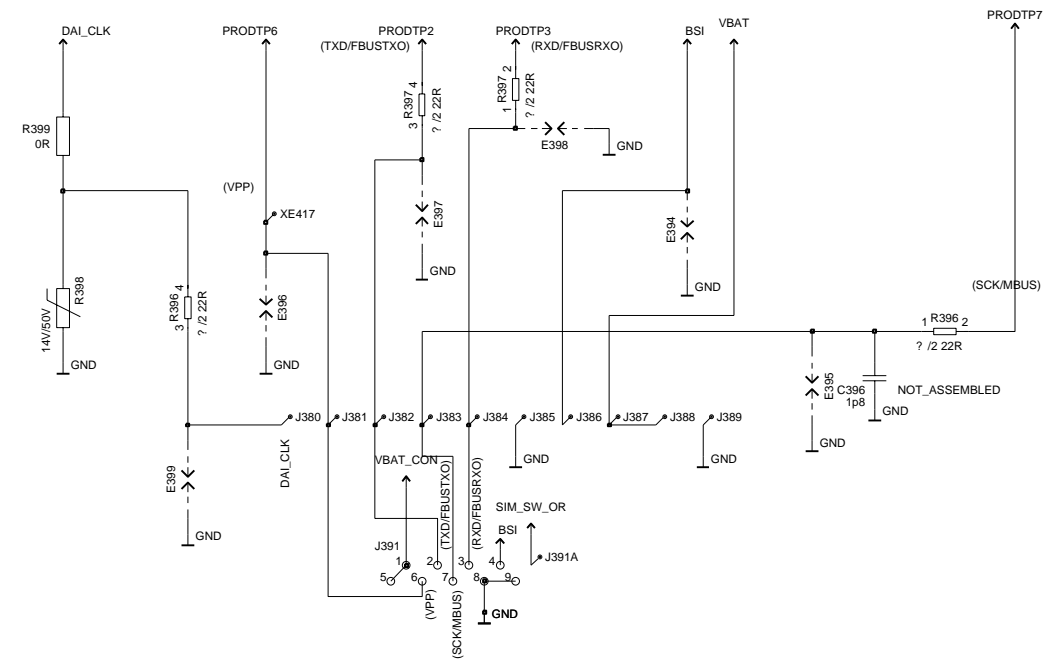 DAI_CLK
PRODTP6
PRODTP2
(TXD/FBUSTXO)
PRODTP3
(RXD/FBUSRXO)
BSI
VBAT
PRODTP7
R399
0R
R397
4
3
? /2 22R
R397
2
1
? /2 22R
E398
GND
(VPP)
XE417
E397
GND
E394
GND
(SCK/MBUS)
R398
14V/50V
GND
R396
4
3
? /2 22R
E396
GND
1 R396 2
? /2 22R
E395
GND
C396
1p8
NOT_ASSEMBLED
GND
J380
J381
J382
J383
J384
J385
J386
J387
J388
J389
DAI_CLK
E399
GND
GND
GND
VBAT_CON
(TXD/FBUSTXO)
(RXD/FBUSRXO)
SIM_SW_OR
BSI
J391
J391A
1
2
3
4
5
6
7
8
9
(VPP)
(SCK/MBUS)
GND